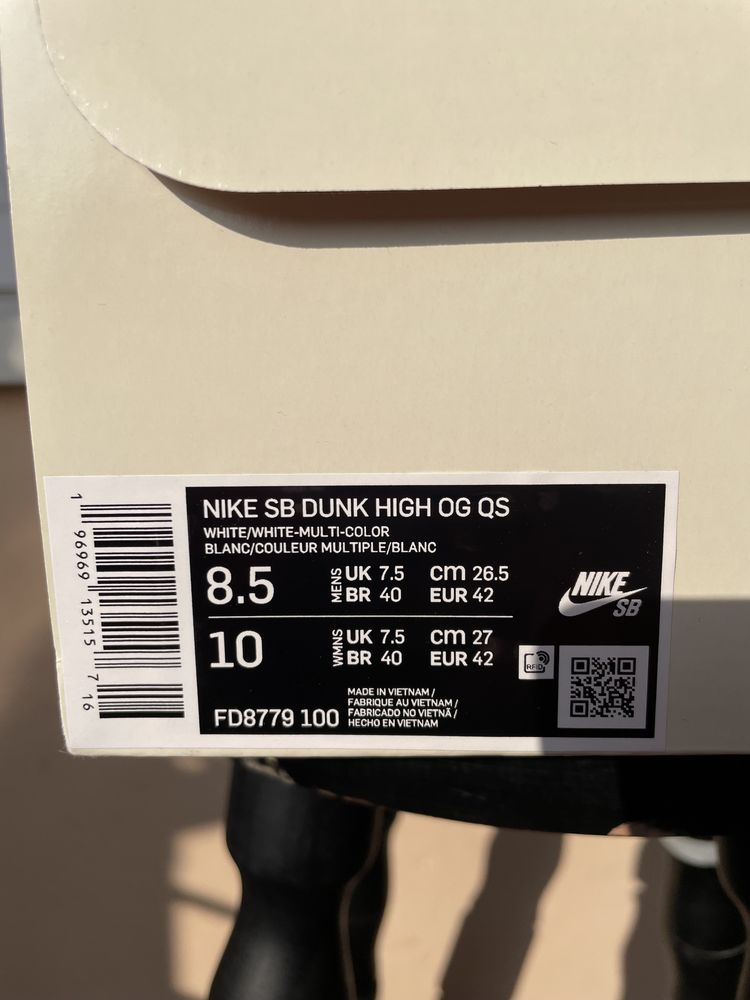 NIKE SB DUNK HIGH OG QS
WHITE/WHITE-MULTI-COLOR
BLANC/COULEUR MULTIPLE/BLANC
8.5 MENS UK 7.5 cm 26.5
BR 40 EUR 42
10 WMNS UK 7.5 cm 27
BR 40 EUR 42
NIKE
SB
RFID
FD8779 100
MADE IN VIETNAM /
FABRIQUE AU VIETNAM /
FABRICADO NO VIETNÃ /
HECHO EN VIETNAM
1 96969 13515 7 16